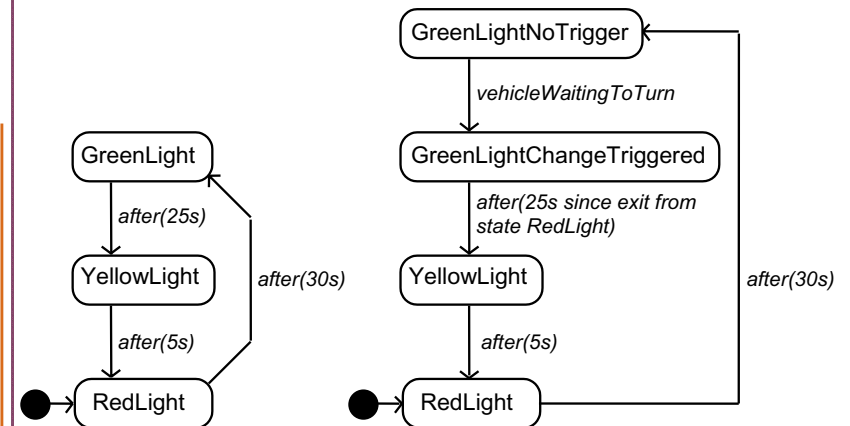 GreenLight
after(25s)
YellowLight
after(30s)
after(5s)
RedLight
GreenLightNoTrigger
vehicleWaitingToTurn
GreenLightChangeTriggered
after(25s since exit from
state RedLight)
YellowLight
after(30s)
after(5s)
RedLight